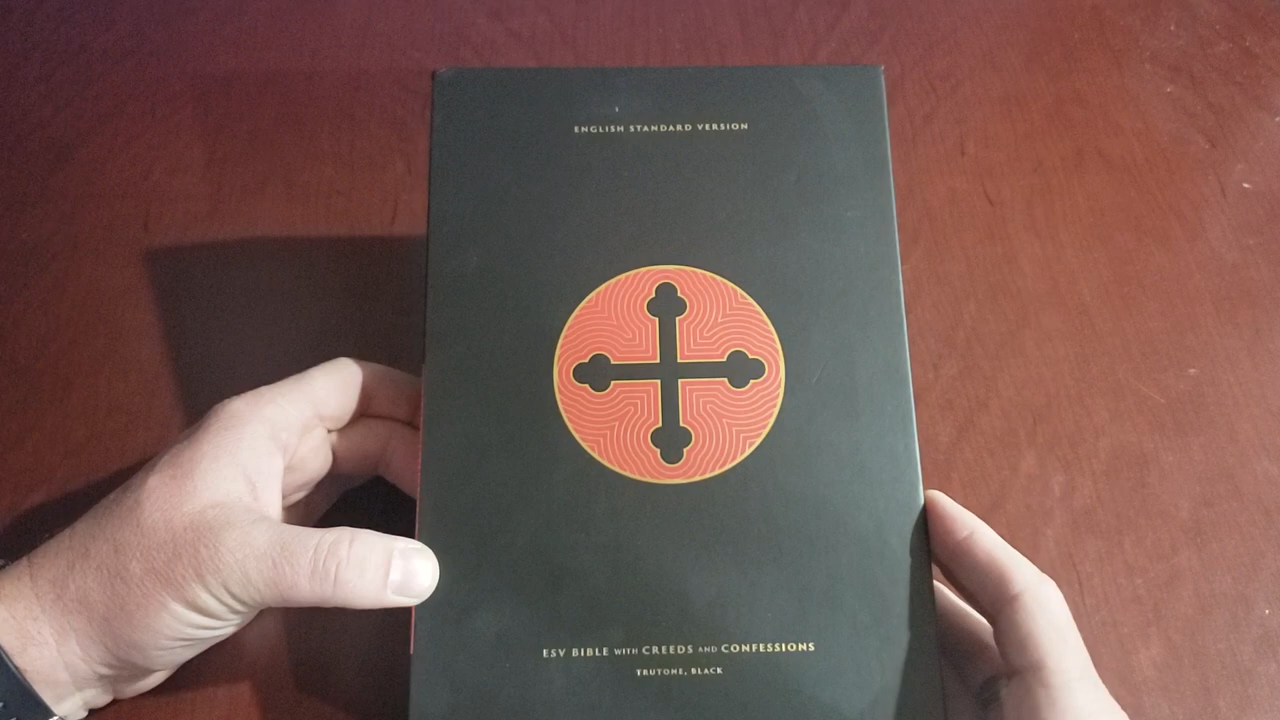 ENGLISH STANDARD VERSION
ESV BIBLE WITH CREEDS AND CONFESSIONS
TRUTONE, BLACK